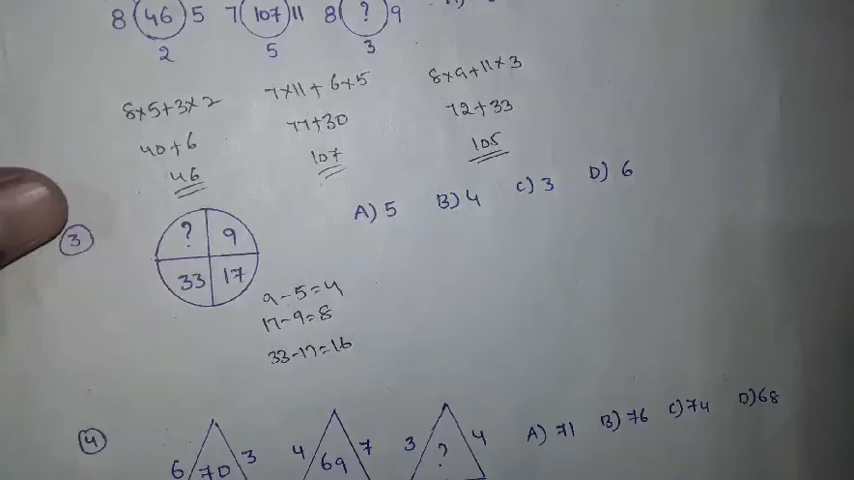 8 46 5 7 107 11 8 ? 9
2 5 3
8×5+3×2 7×11+6×5 8×9+11×3
40+6 77+30 72+33
46 107 105
3 ? 9 A) 5 B) 4 C) 3 D) 6
33 17
9-5=4
17-9=8
33-17=16
4 6 70 3 4 69 7 3 ? 4 A) 71 B) 76 C) 74 D) 68